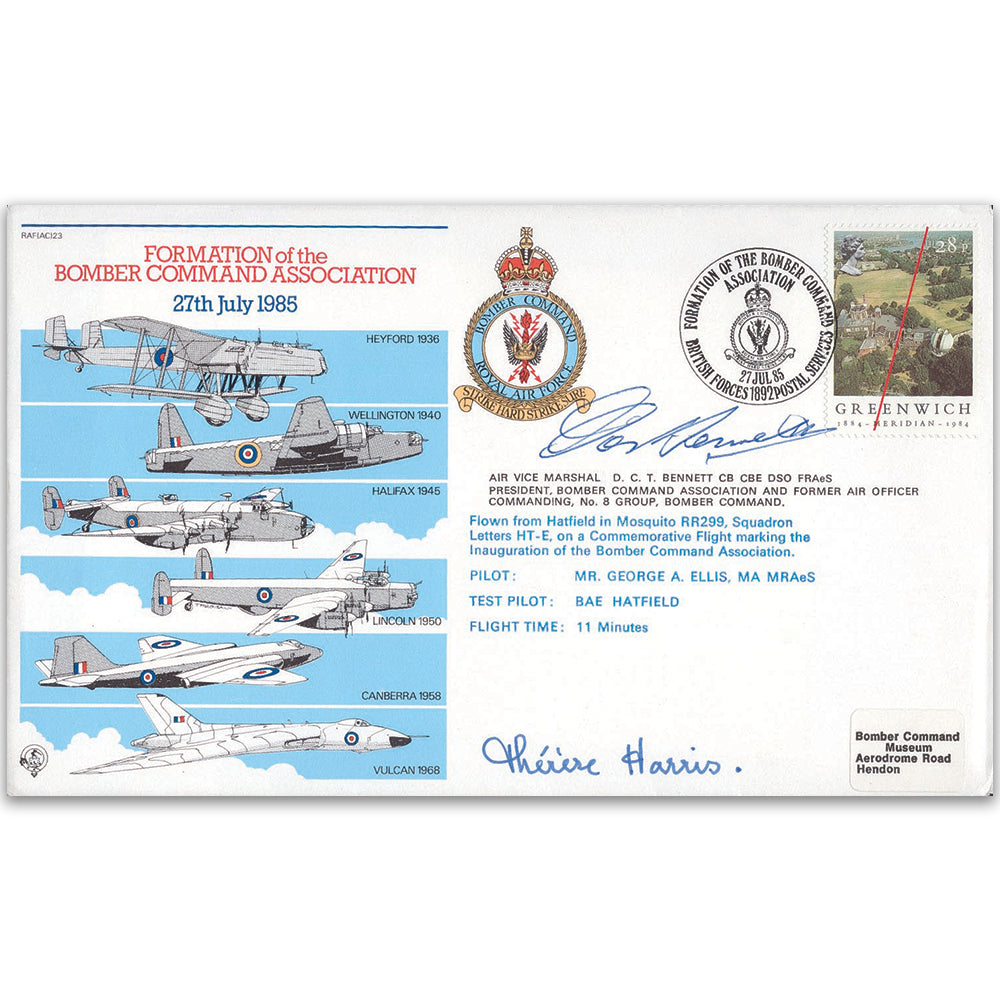 RAF(AC)23
FORMATION of the
BOMBER COMMAND ASSOCIATION
27th July 1985
HEYFORD 1936
WELLINGTON 1940
HALIFAX 1945
LINCOLN 1950
CANBERRA 1958
VULCAN 1968
BOMBER COMMAND
ROYAL AIR FORCE
STRIKE HARD STRIKE SURE
FORMATION OF THE BOMBER COMMAND
ASSOCIATION
27 JUL 85
BRITISH FORCES 1892 POSTAL SERVICES
28p
GREENWICH
1884 - MERIDIAN - 1984
AIR VICE MARSHAL D. C. T. BENNETT CB CBE DSO FRAeS
PRESIDENT, BOMBER COMMAND ASSOCIATION AND FORMER AIR OFFICER
COMMANDING, No. 8 GROUP, BOMBER COMMAND.
Flown from Hatfield in Mosquito RR299, Squadron
Letters HT-E, on a Commemorative Flight marking the
Inauguration of the Bomber Command Association.
PILOT: MR. GEORGE A. ELLIS, MA MRAeS
TEST PILOT: BAE HATFIELD
FLIGHT TIME: 11 Minutes
Thérèse Harris.
Bomber Command
Museum
Aerodrome Road
Hendon